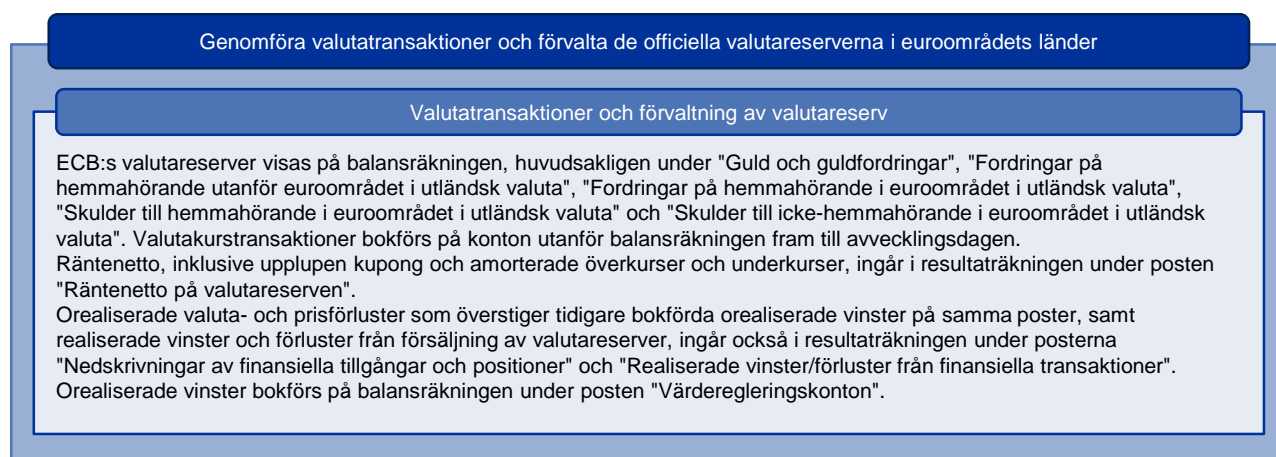 Genomföra valutatransaktioner och förvalta de officiella valutareserverna i euroområdets länder
Valutatransaktioner och förvaltning av valutareserv
ECB:s valutareserver visas på balansräkningen, huvudsakligen under "Guld och guldfordringar", "Fordringar på
hemmahörande utanför euroområdet i utländsk valuta", "Fordringar på hemmahörande i euroområdet i utländsk valuta",
"Skulder till hemmahörande i euroområdet i utländsk valuta" och "Skulder till icke-hemmahörande i euroområdet i utländsk
valuta". Valutakurstransaktioner bokförs på konton utanför balansräkningen fram till avvecklingsdagen.
Räntenetto, inklusive upplupen kupong och amorterade överkurser och underkurser, ingår i resultaträkningen under posten
"Räntenetto på valutareserven".
Orealiserade valuta- och prisförluster som överstiger tidigare bokförda orealiserade vinster på samma poster, samt
realiserade vinster och förluster från försäljning av valutareserver, ingår också i resultaträkningen under posterna
"Nedskrivningar av finansiella tillgångar och positioner" och "Realiserade vinster/förluster från finansiella transaktioner".
Orealiserade vinster bokförs på balansräkningen under posten "Värderegleringskonton".